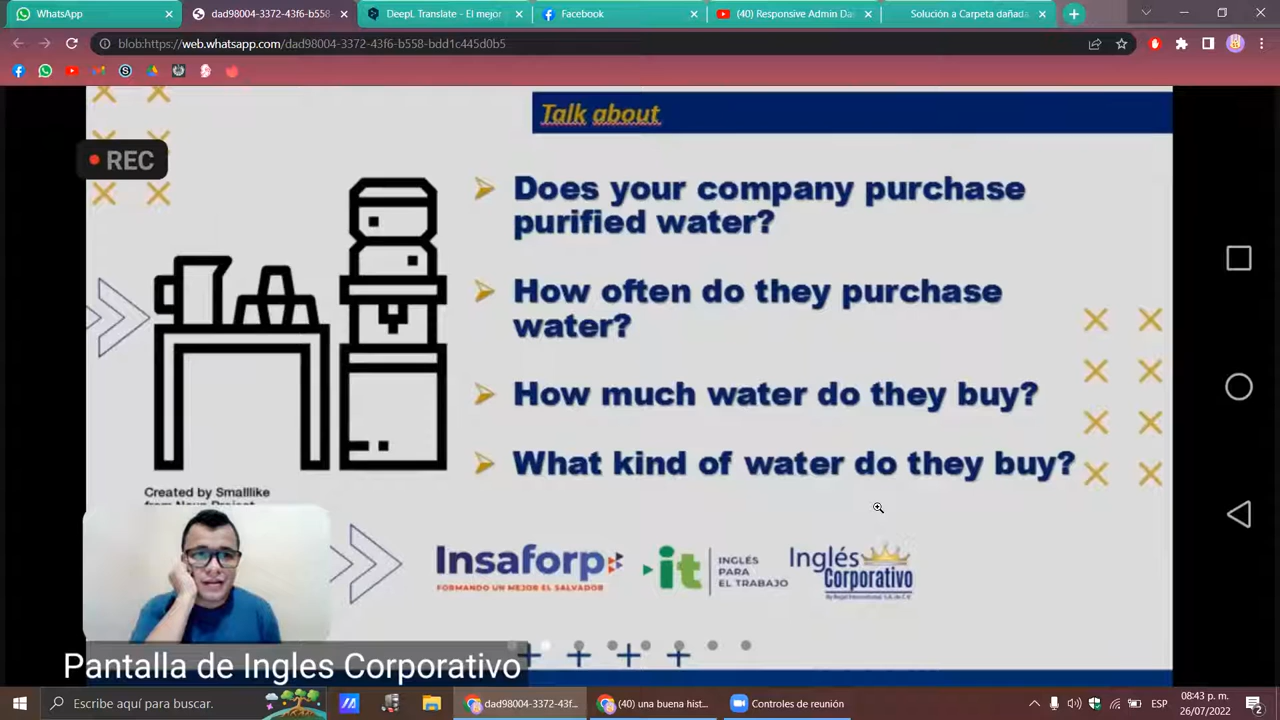 WhatsApp
dad98004-3372-43f6-b558
DeepL Translate - El mejor
Facebook
(40) Responsive Admin Da
Solución a Carpeta dañada
blob:https://web.whatsapp.com/dad98004-3372-43f6-b558-bdd1c445d0b5
Talk about
REC
Does your company purchase
purified water?
How often do they purchase
water?
How much water do they buy?
What kind of water do they buy?
Created by Smalllike
from Noun Project
Insaforp
FORMANDO UN MEJOR EL SALVADOR
it
INGLÉS
PARA
EL TRABAJO
Inglés
Corporativo
Pantalla de Ingles Corporativo
Escribe aquí para buscar.
dad98004-3372-43f...
(40) una buena hist...
Controles de reunión
ESP
08:43 p. m.
26/07/2022
2